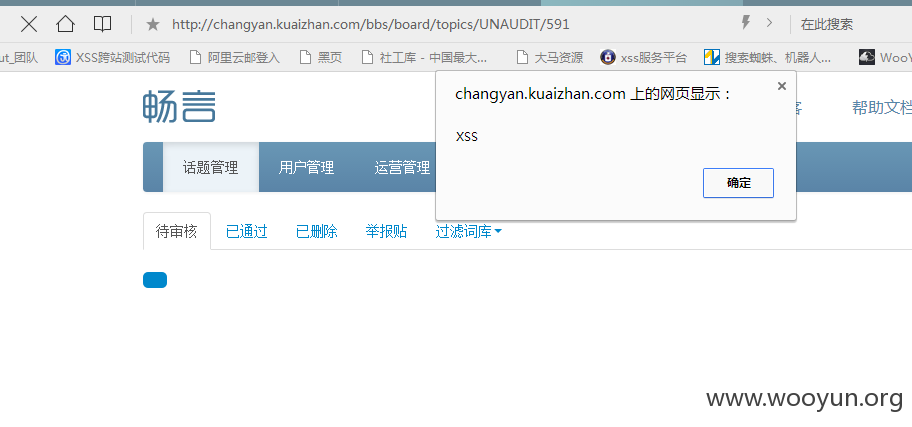 http://changyan.kuaizhan.com/bbs/board/topics/UNAUDIT/591
在此搜索
ut_团队 XSS跨站测试代码 阿里云邮登入 黑页 社工库 - 中国最大... 大马资源 xss服务平台 搜索蜘蛛、机器人... WooY
changyan.kuaizhan.com 上的网页显示：
畅言
客 帮助文档
XSS
话题管理 用户管理 运营管理
确定
待审核 已通过 已删除 举报贴 过滤词库
www.wooyun.org